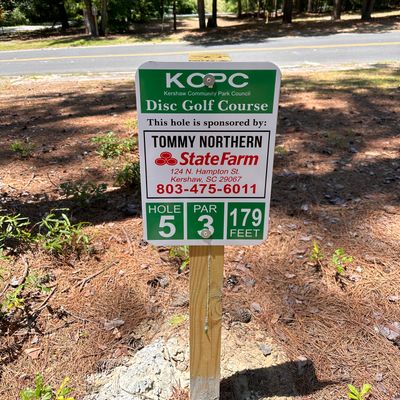 KCPC
Kershaw Community Park Council
Disc Golf Course
This hole is sponsored by:
TOMMY NORTHERN
StateFarm
124 N. Hampton St.
Kershaw, SC 29067
803-475-6011
HOLE PAR 179
5 3 FEET